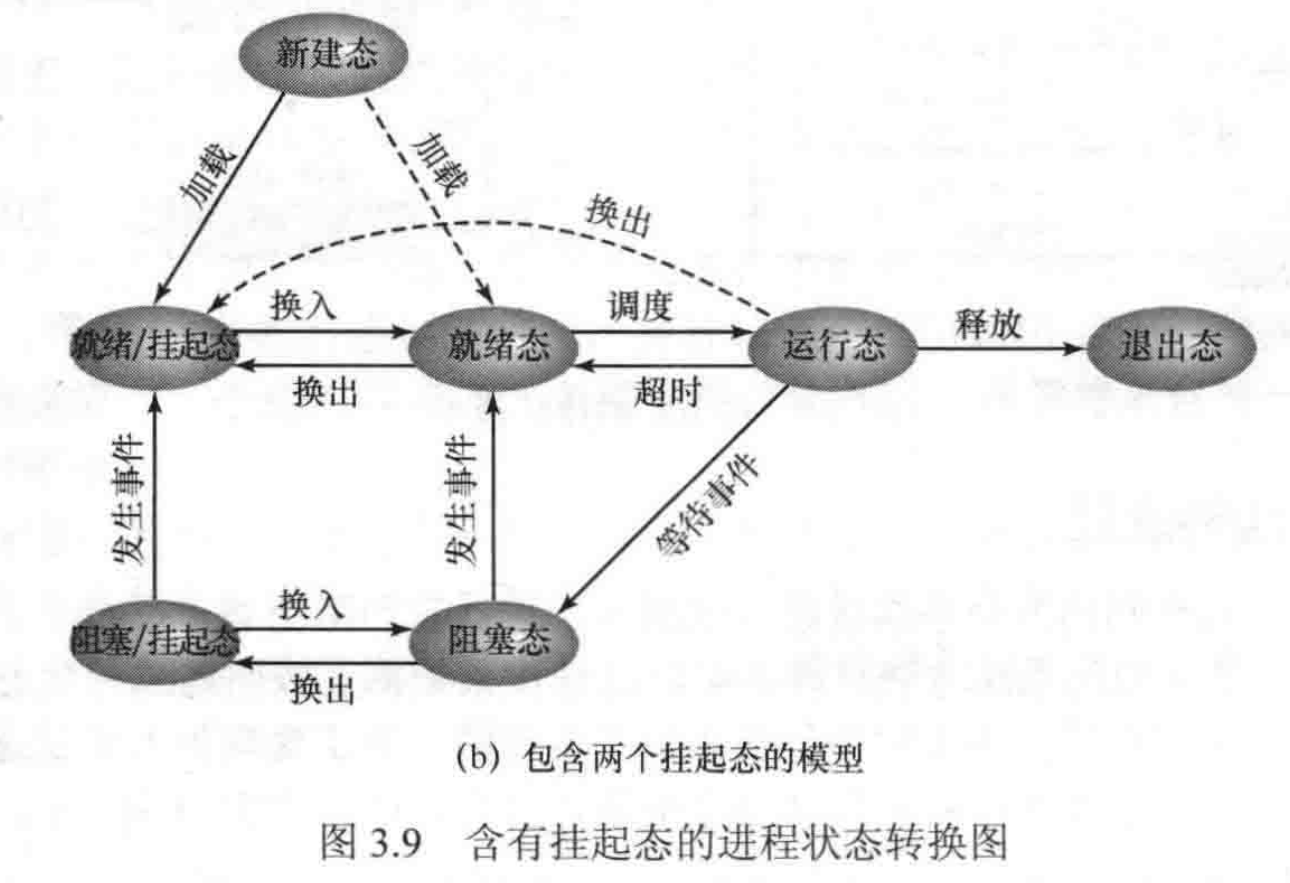 新建态
加载
加载
换出
就绪/挂起态
换入
换出
就绪态
调度
超时
运行态
释放
退出态
发生事件
发生事件
等待事件
阻塞/挂起态
换入
换出
阻塞态
(b) 包含两个挂起态的模型
图 3.9 含有挂起态的进程状态转换图